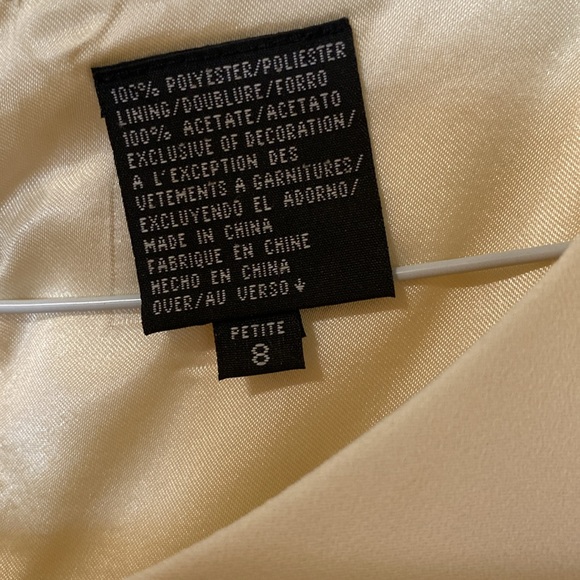 100% POLYESTER/POLIESTER
LINING/DOUBLURE/FORRO
100% ACETATE/ACETATO
EXCLUSIVE OF DECORATION/
A L'EXCEPTION DES
VETEMENTS A GARNITURES/
EXCLUYENDO EL ADORNO/
MADE IN CHINA
FABRIQUE EN CHINE
HECHO EN CHINA
OVER/AU VERSO↓
PETITE
8